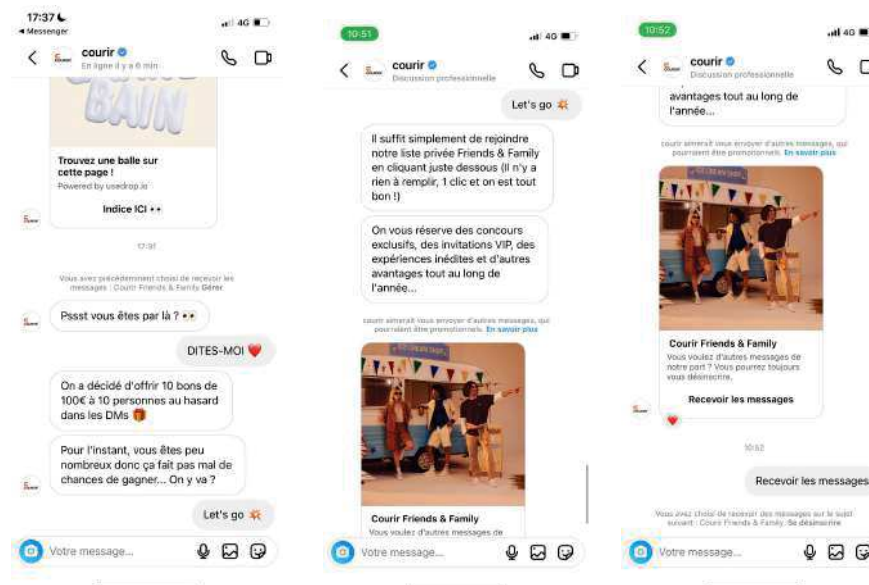 17:37
4G
Messenger
courir
En ligne il y a 6 min
BAIN
Trouvez une balle sur
cette page !
Powered by usedrop.io
Indice ICI
17:31
Vous avez précédemment choisi de recevoir les
messages : Courir Friends & Family Gérer
Pssst vous êtes par là ?
DITES-MOI
On a décidé d'offrir 10 bons de
100€ à 10 personnes au hasard
dans les DMs
Pour l'instant, vous êtes peu
nombreux donc ça fait pas mal de
chances de gagner... On y va ?
Let's go
Votre message...
10:51
4G
courir
Discussion professionnelle
Let's go
Il suffit simplement de rejoindre
notre liste privée Friends & Family
en cliquant juste dessous (Il n'y a
rien à remplir, 1 clic et on est tout
bon !)
On vous réserve des concours
exclusifs, des invitations VIP, des
expériences inédites et d'autres
avantages tout au long de
l'année...
courir aimerait vous envoyer d'autres messages, qui
pourraient être promotionnels. En savoir plus
Courir Friends & Family
Vous voulez d'autres messages de
Votre message...
10:52
4G
courir
Discussion professionnelle
avantages tout au long de
l'année...
courir aimerait vous envoyer d'autres messages, qui
pourraient être promotionnels. En savoir plus
Courir Friends & Family
Vous voulez d'autres messages de
notre part ? Vous pourrez toujours
vous désinscrire.
Recevoir les messages
10:52
Recevoir les messages
Vous avez choisi de recevoir des messages sur le sujet
suivant : Courir Friends & Family. Se désinscrire
Votre message...